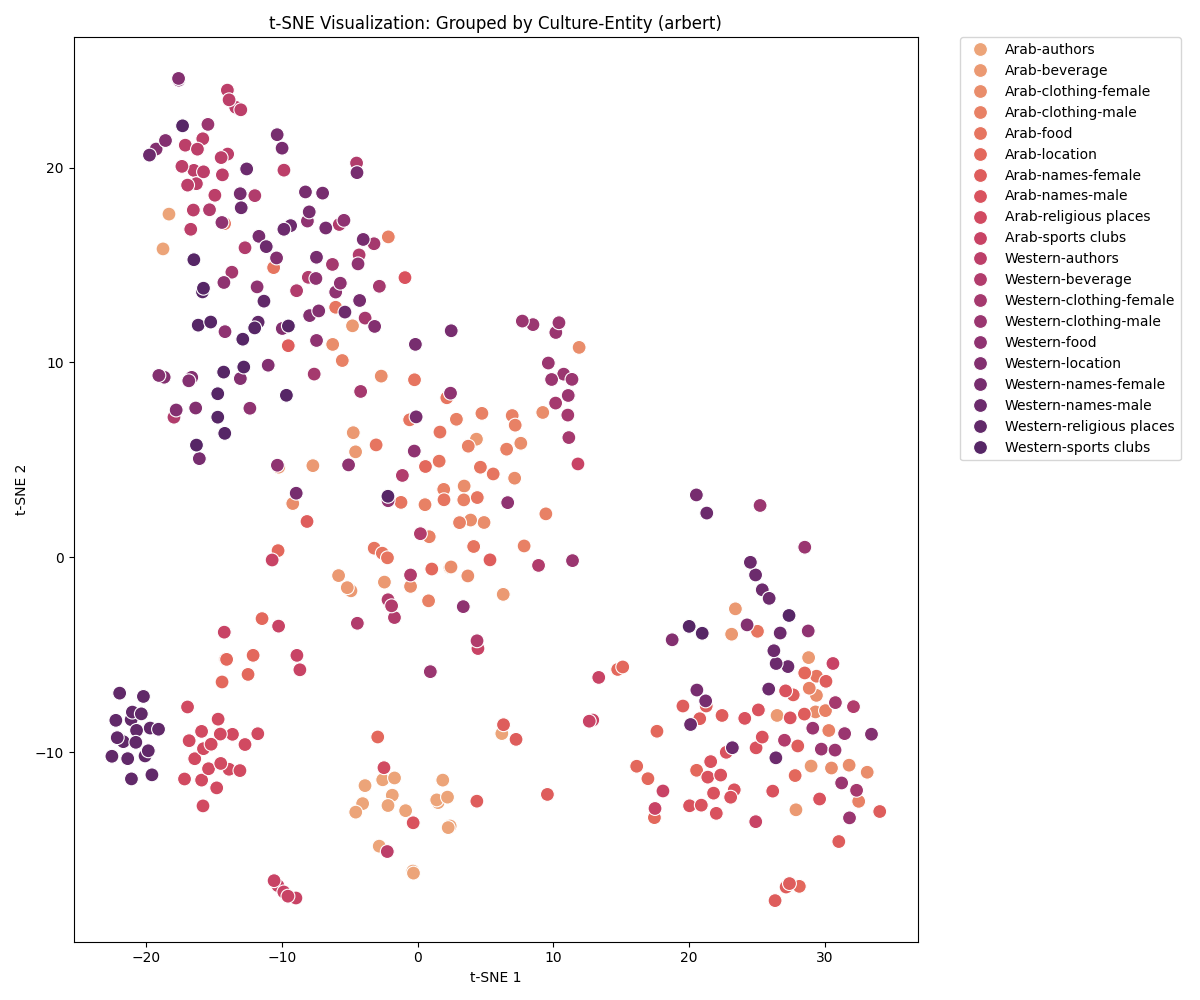 t-SNE Visualization: Grouped by Culture-Entity (arbert)
Arab-authors
Arab-beverage
Arab-clothing-female
Arab-clothing-male
Arab-food
Arab-location
Arab-names-female
Arab-names-male
Arab-religious places
Arab-sports clubs
Western-authors
Western-beverage
Western-clothing-female
Western-clothing-male
Western-food
Western-location
Western-names-female
Western-names-male
Western-religious places
Western-sports clubs
t-SNE 2
20
10
0
−10
−20
−10
0
10
20
30
t-SNE 1